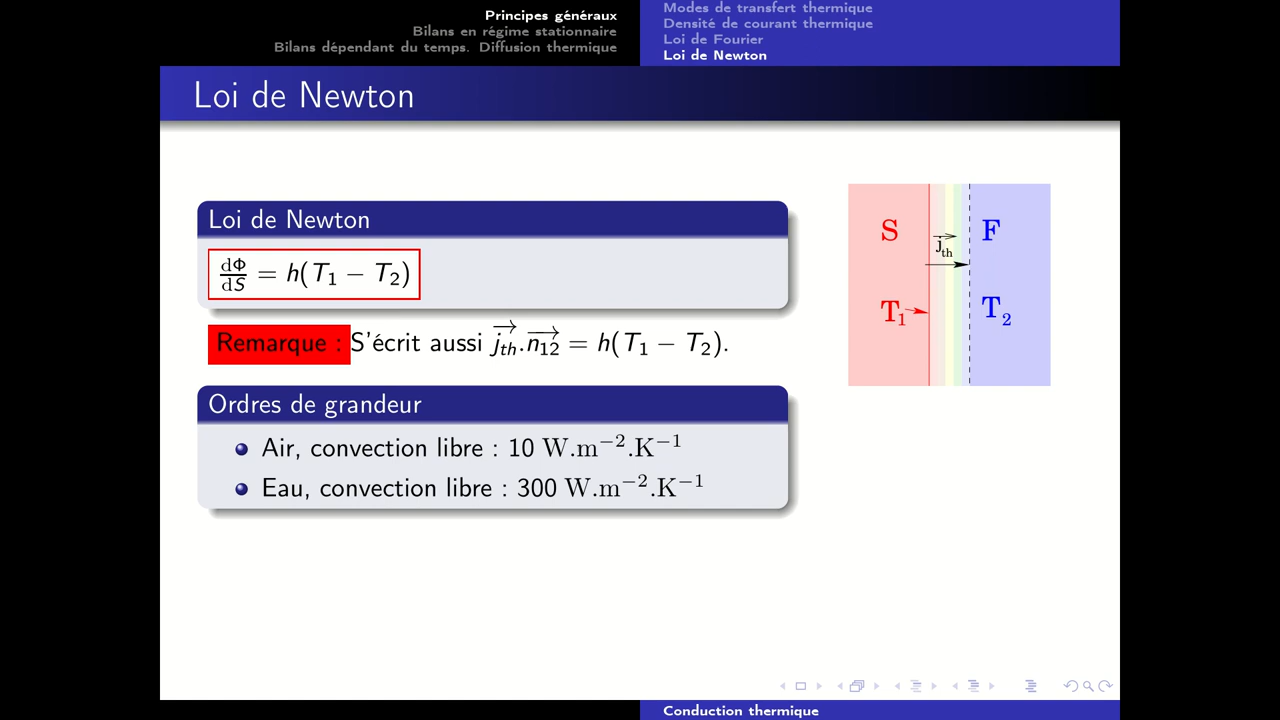 Principes généraux
Bilans en régime stationnaire
Bilans dépendant du temps. Diffusion thermique
Modes de transfert thermique
Densité de courant thermique
Loi de Fourier
Loi de Newton
Loi de Newton
Loi de Newton
dΦ/dS = h(T₁ − T₂)
Remarque : S'écrit aussi j⃗_th.n⃗₁₂ = h(T₁ − T₂).
Ordres de grandeur
Air, convection libre : 10 W.m⁻².K⁻¹
Eau, convection libre : 300 W.m⁻².K⁻¹
S
F
j⃗_th
T₁
T₂
Conduction thermique